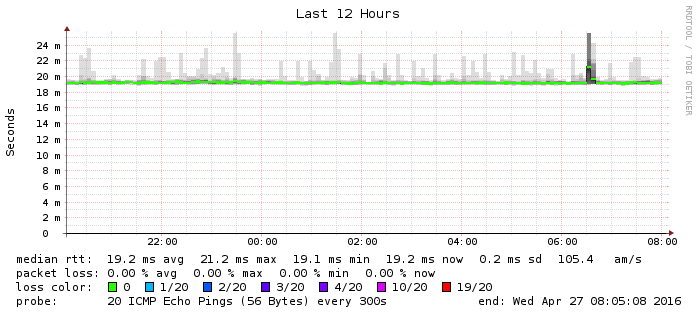 Last 12 Hours
RRDTOOL / TOBI OETIKER
Seconds
24 m
22 m
20 m
18 m
16 m
14 m
12 m
10 m
8 m
6 m
4 m
2 m
0
22:00 00:00 02:00 04:00 06:00 08:00
median rtt: 19.2 ms avg 21.2 ms max 19.1 ms min 19.2 ms now 0.2 ms sd 105.4 am/s
packet loss: 0.00 % avg 0.00 % max 0.00 % min 0.00 % now
loss color: 0 1/20 2/20 3/20 4/20 10/20 19/20
probe: 20 ICMP Echo Pings (56 Bytes) every 300s end: Wed Apr 27 08:05:08 2016